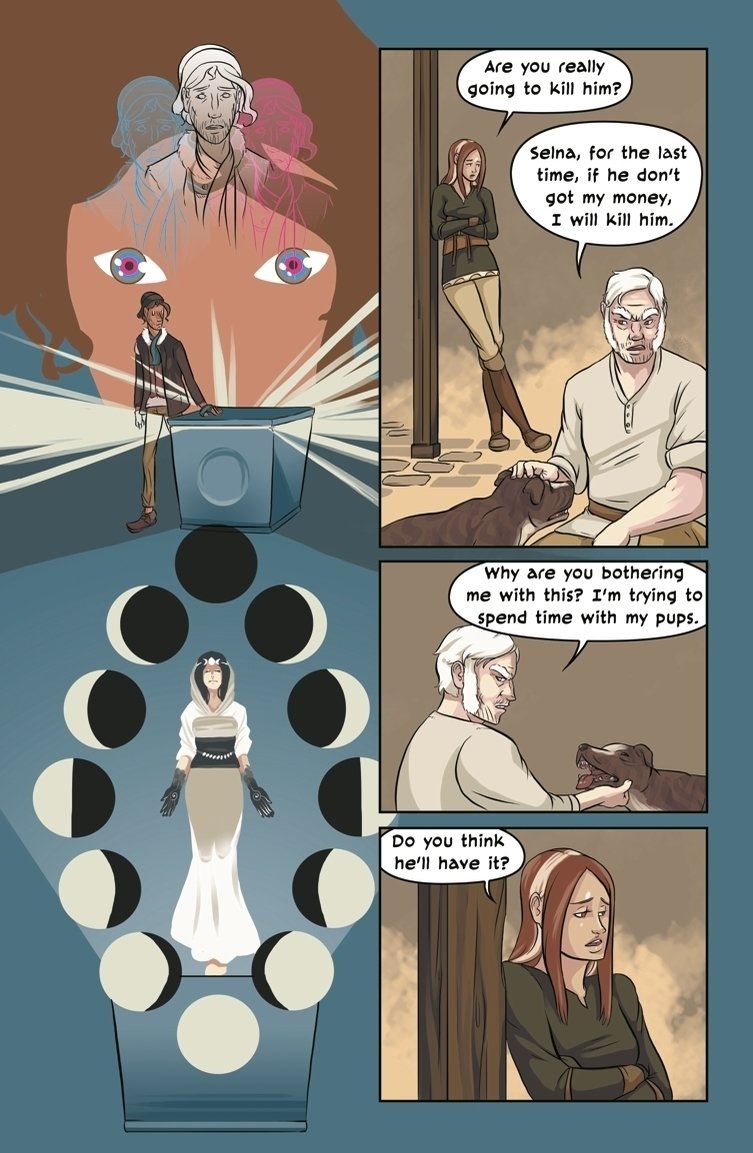 Are you really
going to kill him?
Selna, for the last
time, if he don't
got my money,
I will kill him.
Why are you bothering
me with this? I'm trying to
spend time with my pups.
Do you think
he'll have it?